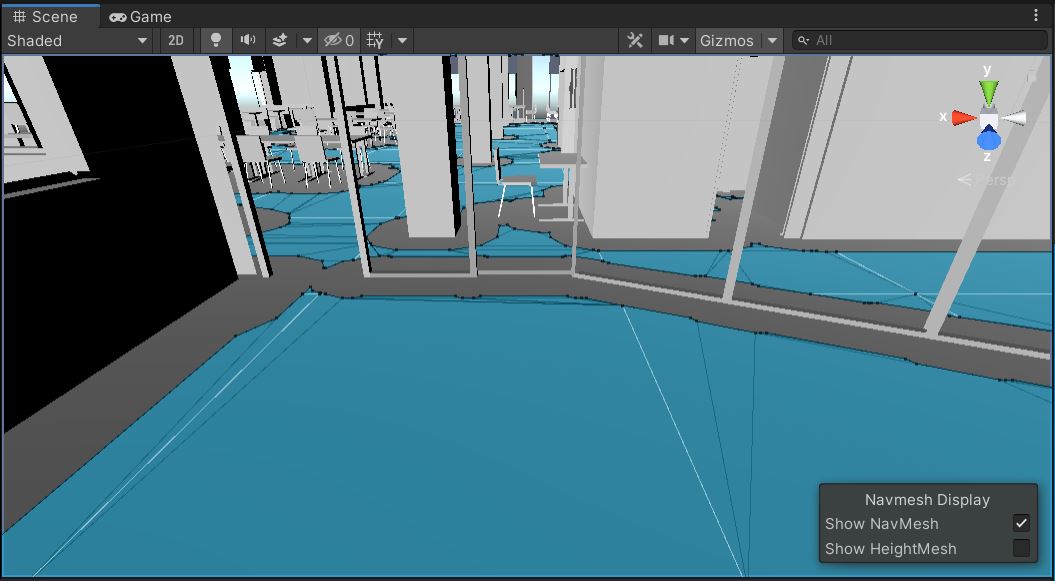 Scene
Game
Shaded
2D
0
Gizmos
All
y
x
z
Persp
Navmesh Display
Show NavMesh
Show HeightMesh